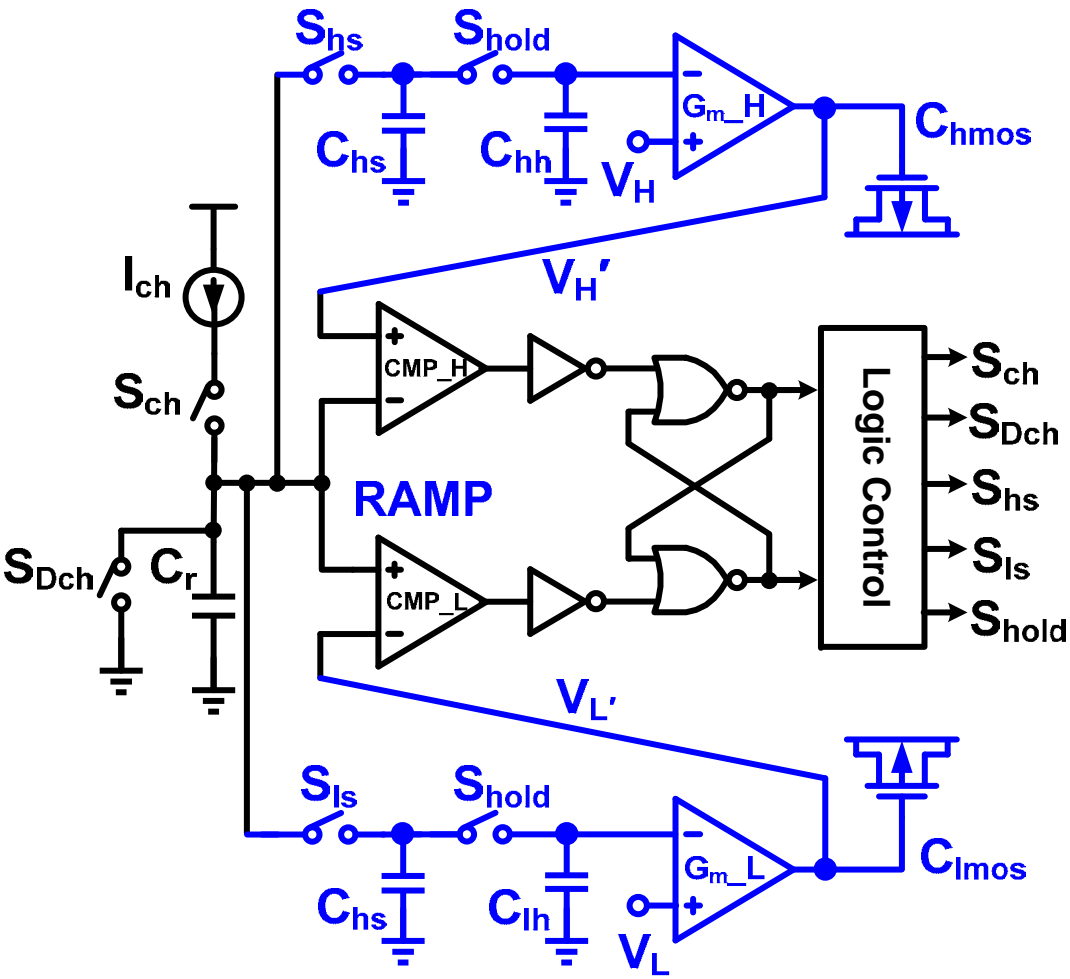 Shs Shold
Gm_H
Chmos
Chs Chh
VH
VH′
Ich
CMP_H
Sch
Sch
SDch
RAMP
Logic Control
Shs
SDch Cr
Sls
CMP_L
Shold
VL′
Sls Shold
Gm_L
Clmos
Chs Clh
VL